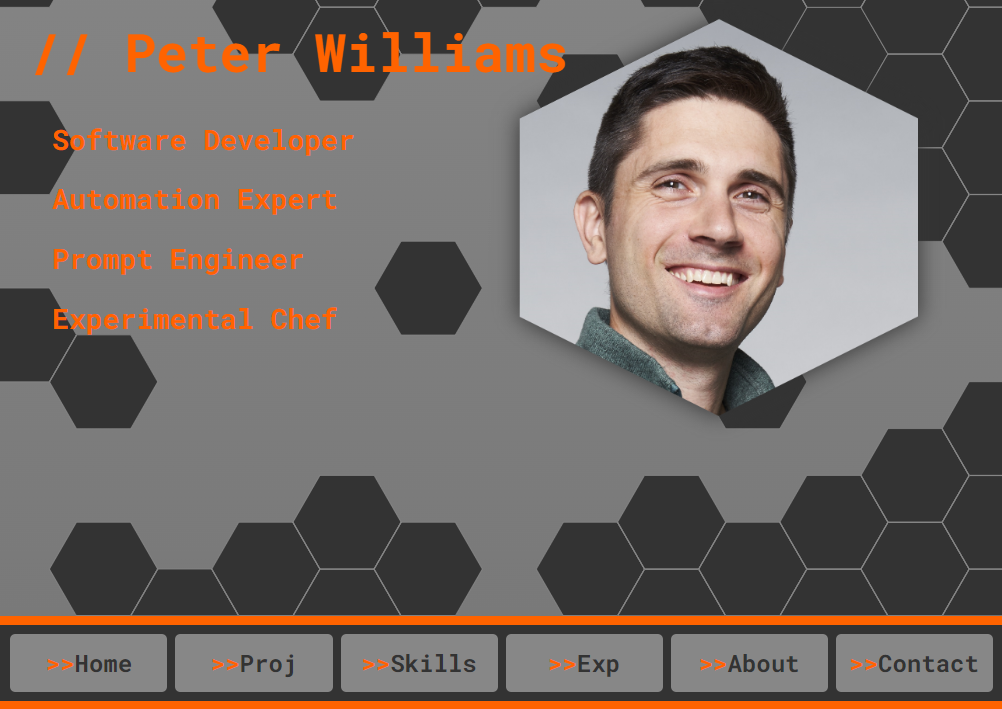 // Peter Williams
Software Developer
Automation Expert
Prompt Engineer
Experimental Chef
>>Home >>Proj >>Skills >>Exp >>About >>Contact